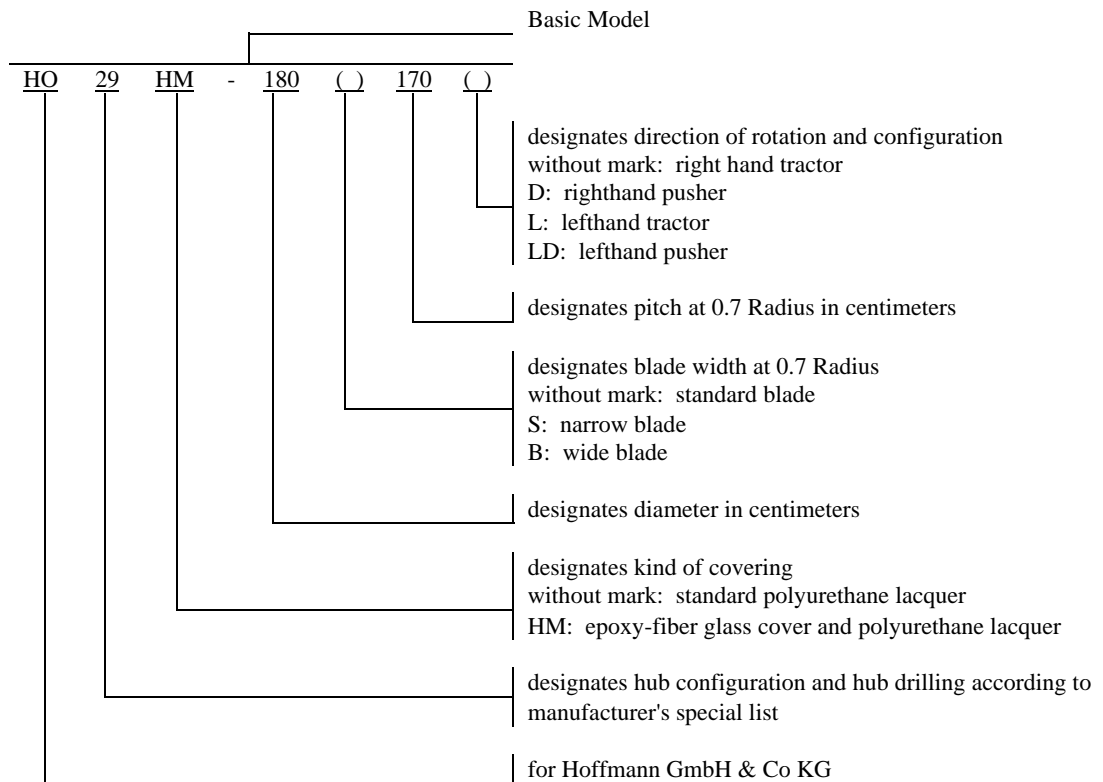 Basic Model
HO 29 HM - 180 ( ) 170 ( )
designates direction of rotation and configuration
without mark: right hand tractor
D: righthand pusher
L: lefthand tractor
LD: lefthand pusher
designates pitch at 0.7 Radius in centimeters
designates blade width at 0.7 Radius
without mark: standard blade
S: narrow blade
B: wide blade
designates diameter in centimeters
designates kind of covering
without mark: standard polyurethane lacquer
HM: epoxy-fiber glass cover and polyurethane lacquer
designates hub configuration and hub drilling according to
manufacturer's special list
for Hoffmann GmbH & Co KG